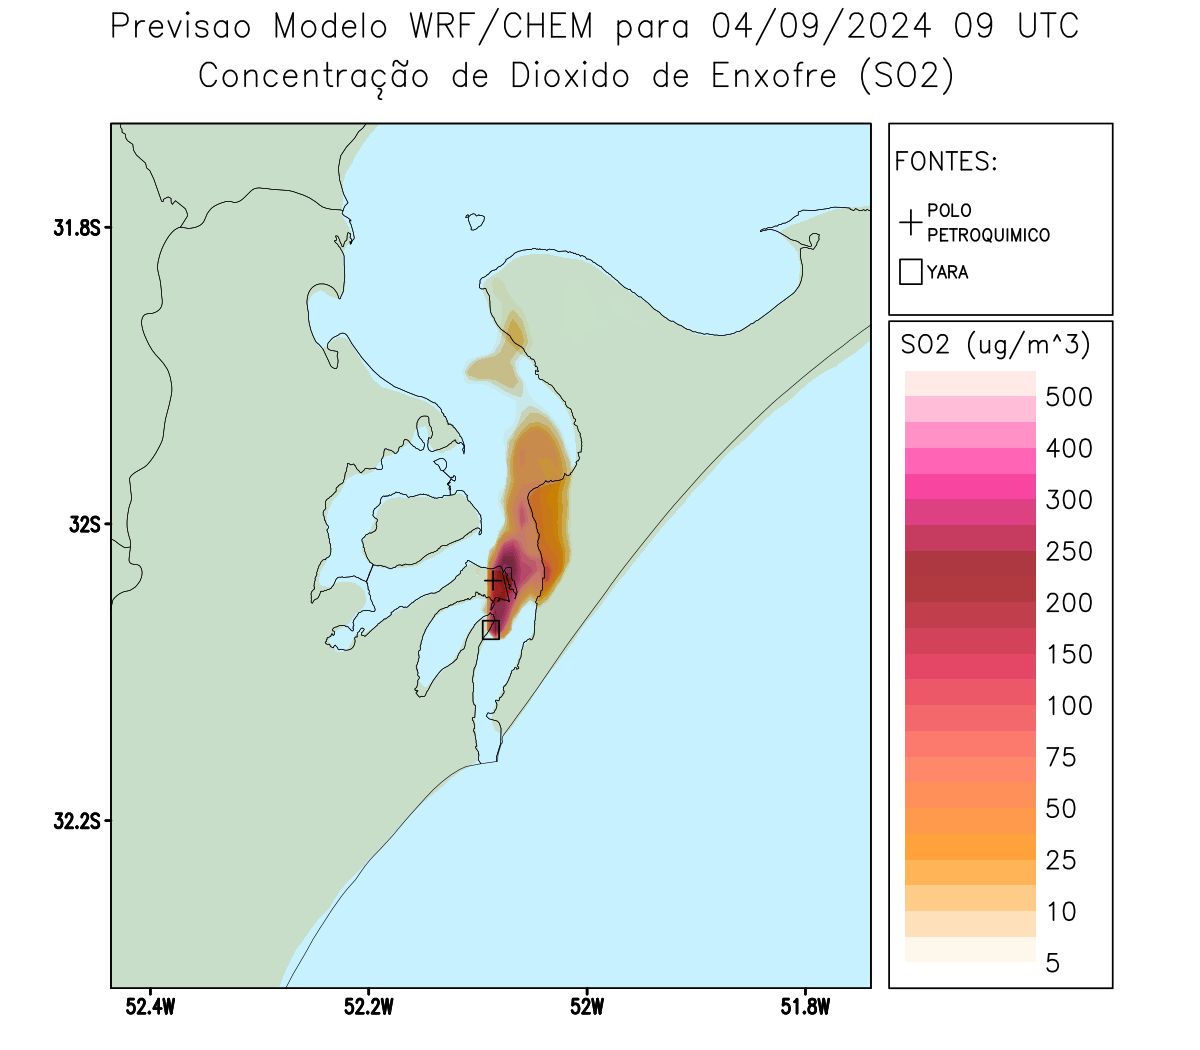 Previsao Modelo WRF/CHEM para 04/09/2024 09 UTC
Concentração de Dioxido de Enxofre (SO2)
FONTES:
POLO
PETROQUIMICO
YARA
SO2 (ug/m^3)
500
400
300
250
200
150
100
75
50
25
10
5
31.8S
32S
32.2S
52.4W
52.2W
52W
51.8W